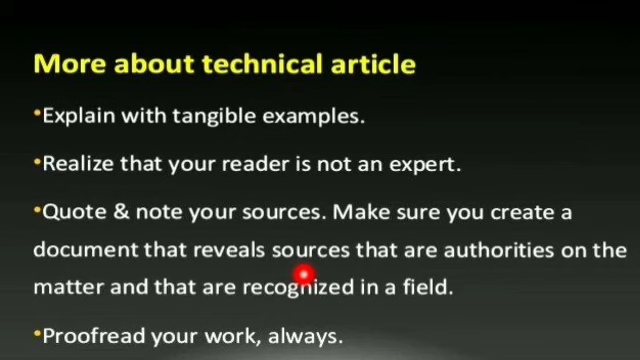 More about technical article
•Explain with tangible examples.
•Realize that your reader is not an expert.
•Quote & note your sources. Make sure you create a
document that reveals sources that are authorities on the
matter and that are recognized in a field.
•Proofread your work, always.